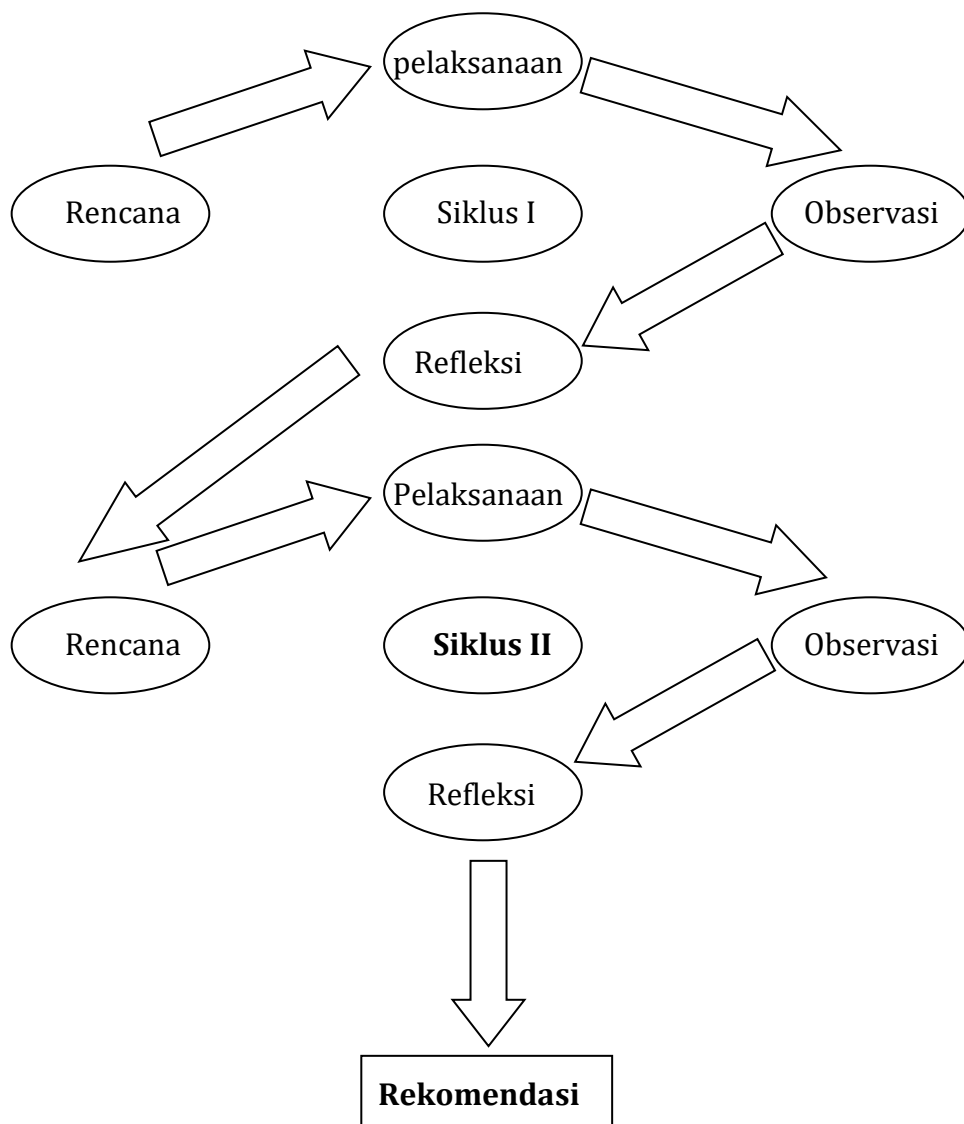 pelaksanaan
Rencana
Siklus I
Observasi
Refleksi
Pelaksanaan
Rencana
Siklus II
Observasi
Refleksi
Rekomendasi